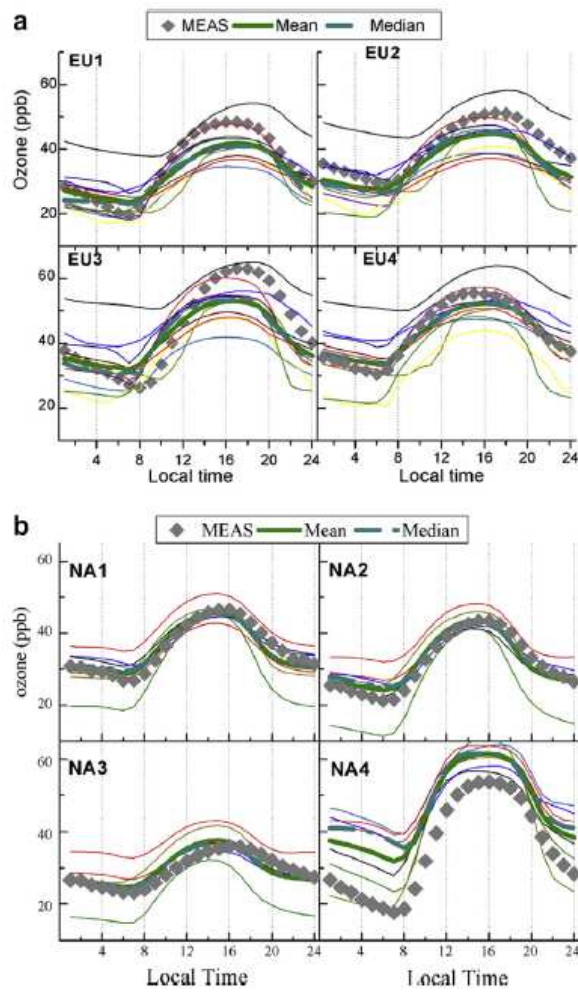 a
MEAS Mean Median
EU1 EU2
Ozone (ppb)
60
40
20
EU3 EU4
60
40
20
4 8 12 16 20 24 4 8 12 16 20 24
Local time Local time
b
MEAS Mean Median
NA1 NA2
ozone (ppb)
60
40
20
NA3 NA4
60
40
20
4 8 12 16 20 24 4 8 12 16 20 24
Local Time Local Time